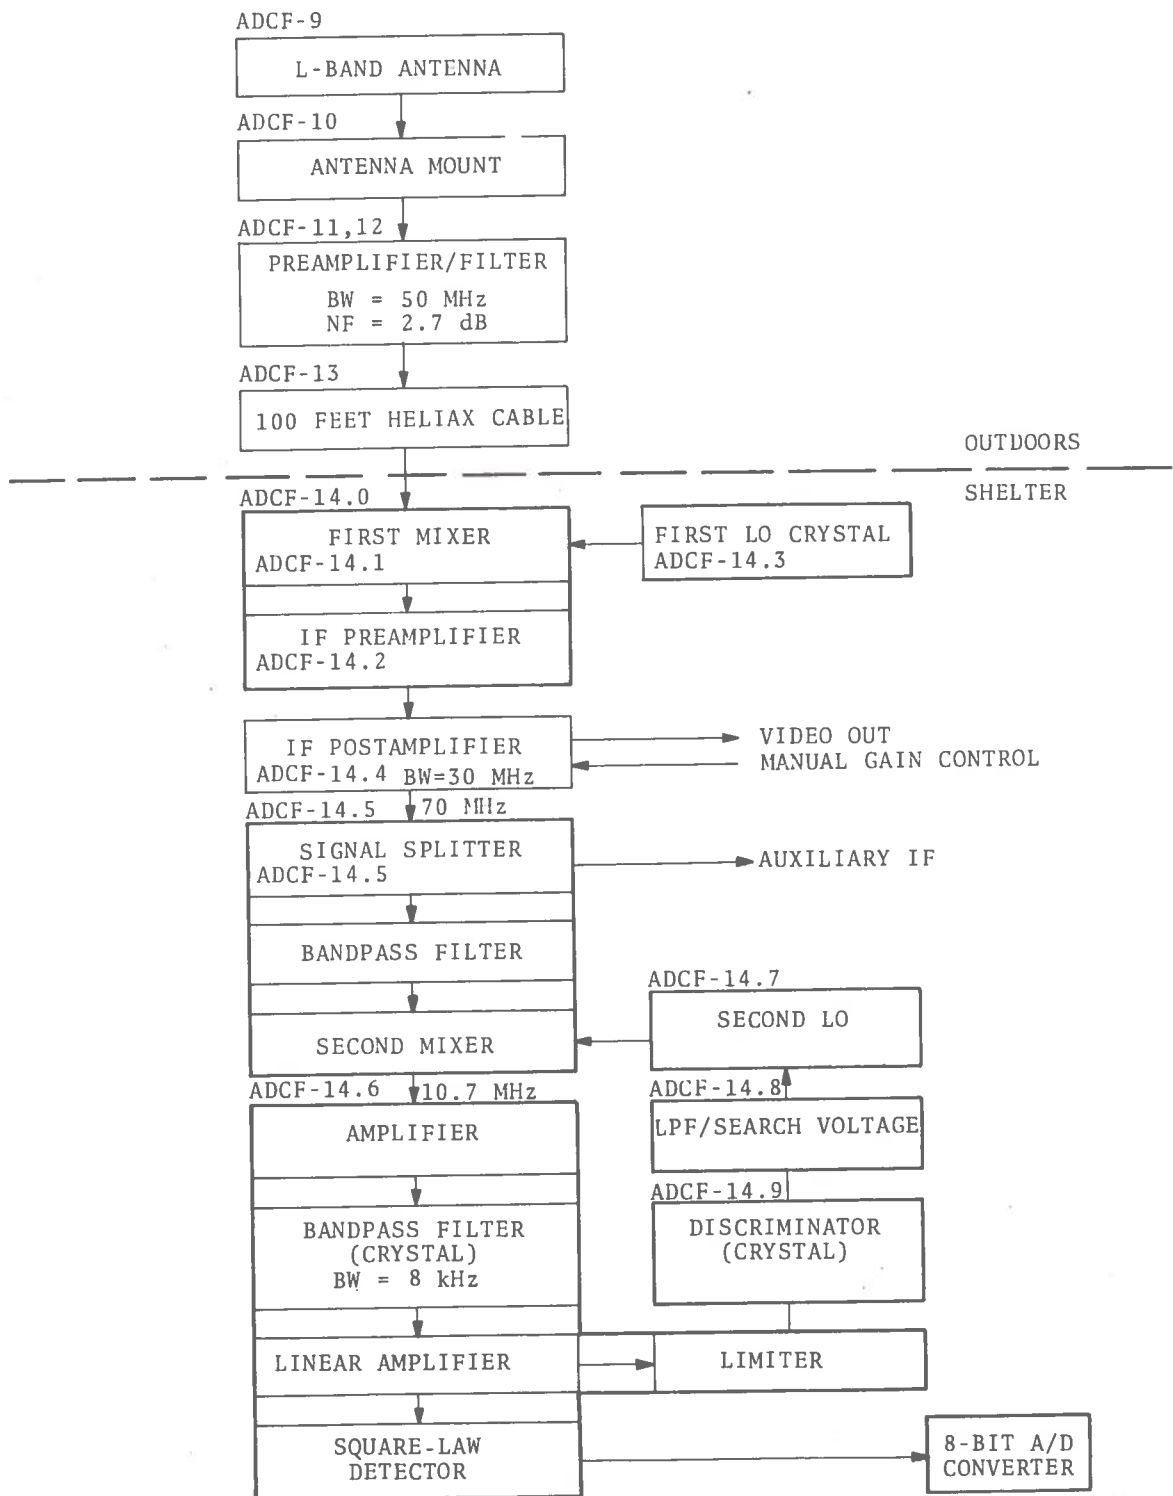 ADCF-9
L-BAND ANTENNA
ADCF-10
ANTENNA MOUNT
ADCF-11,12
PREAMPLIFIER/FILTER
BW = 50 MHz
NF = 2.7 dB
ADCF-13
100 FEET HELIAX CABLE
OUTDOORS
SHELTER
ADCF-14.0
FIRST MIXER
ADCF-14.1
FIRST LO CRYSTAL
ADCF-14.3
IF PREAMPLIFIER
ADCF-14.2
IF POSTAMPLIFIER
ADCF-14.4 BW=30 MHz
VIDEO OUT
MANUAL GAIN CONTROL
ADCF-14.5
70 MHz
SIGNAL SPLITTER
ADCF-14.5
AUXILIARY IF
BANDPASS FILTER
SECOND MIXER
ADCF-14.7
SECOND LO
ADCF-14.6
10.7 MHz
ADCF-14.8
LPF/SEARCH VOLTAGE
AMPLIFIER
ADCF-14.9
DISCRIMINATOR
(CRYSTAL)
BANDPASS FILTER
(CRYSTAL)
BW = 8 kHz
LINEAR AMPLIFIER
LIMITER
SQUARE-LAW
DETECTOR
8-BIT A/D
CONVERTER